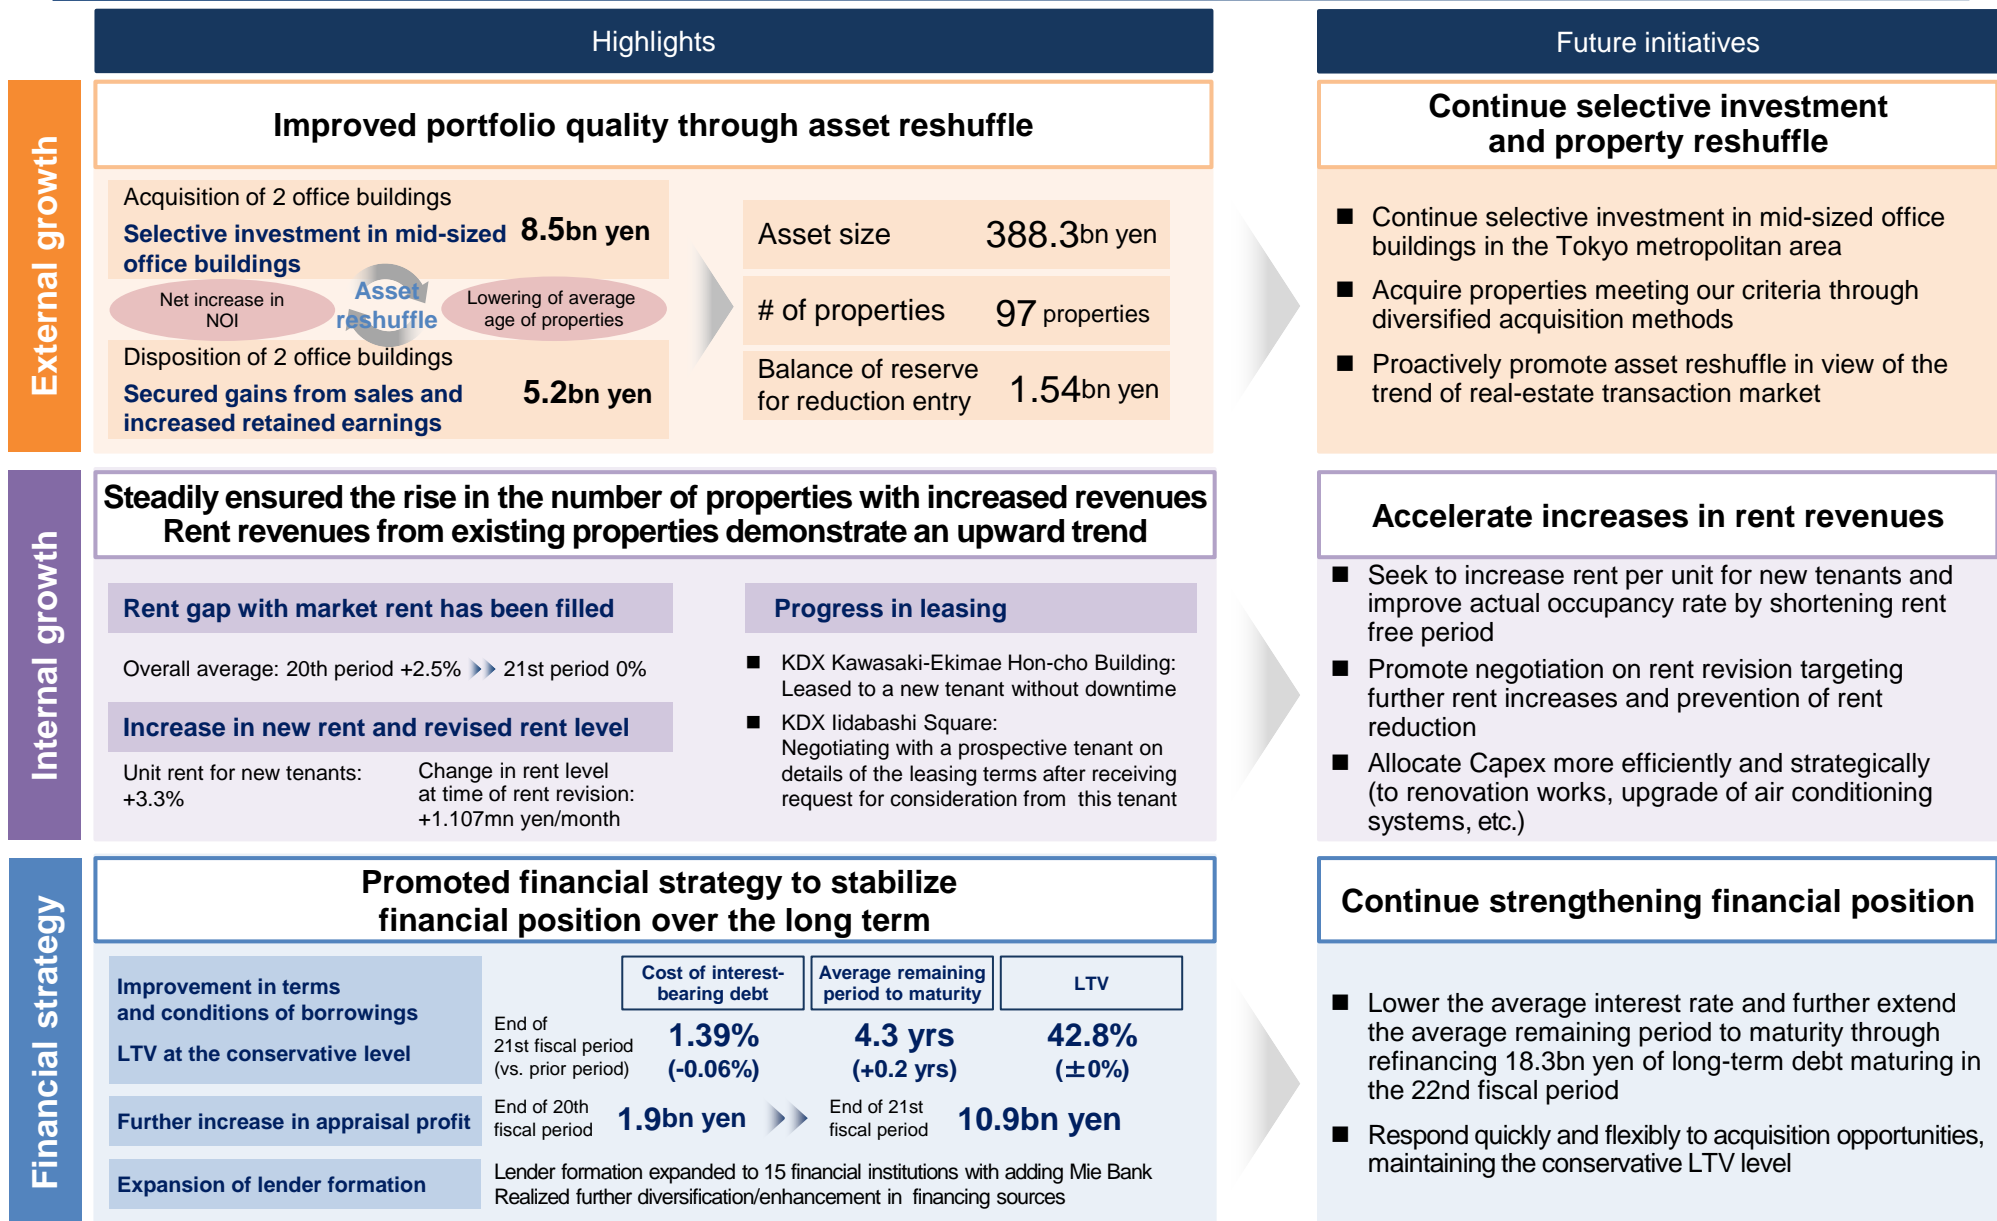 Highlights
Future initiatives
External growth
Improved portfolio quality through asset reshuffle
Acquisition of 2 office buildings
Selective investment in mid-sized
office buildings
8.5bn yen
Net increase in
NOI
Asset
reshuffle
Lowering of average
age of properties
Disposition of 2 office buildings
Secured gains from sales and
increased retained earnings
5.2bn yen
Asset size 388.3bn yen
# of properties 97 properties
Balance of reserve
for reduction entry
1.54bn yen
Continue selective investment
and property reshuffle
■ Continue selective investment in mid-sized office
buildings in the Tokyo metropolitan area
■ Acquire properties meeting our criteria through
diversified acquisition methods
■ Proactively promote asset reshuffle in view of the
trend of real-estate transaction market
Internal growth
Steadily ensured the rise in the number of properties with increased revenues
Rent revenues from existing properties demonstrate an upward trend
Rent gap with market rent has been filled
Overall average: 20th period +2.5% 21st period 0%
Increase in new rent and revised rent level
Unit rent for new tenants:
+3.3%
Change in rent level
at time of rent revision:
+1.107mn yen/month
Progress in leasing
■ KDX Kawasaki-Ekimae Hon-cho Building:
Leased to a new tenant without downtime
■ KDX Iidabashi Square:
Negotiating with a prospective tenant on
details of the leasing terms after receiving
request for consideration from this tenant
Accelerate increases in rent revenues
■ Seek to increase rent per unit for new tenants and
improve actual occupancy rate by shortening rent
free period
■ Promote negotiation on rent revision targeting
further rent increases and prevention of rent
reduction
■ Allocate Capex more efficiently and strategically
(to renovation works, upgrade of air conditioning
systems, etc.)
Financial strategy
Promoted financial strategy to stabilize
financial position over the long term
Improvement in terms
and conditions of borrowings
LTV at the conservative level
Cost of interest-
bearing debt
Average remaining
period to maturity
LTV
End of
21st fiscal period
(vs. prior period)
1.39%
(-0.06%)
4.3 yrs
(+0.2 yrs)
42.8%
(±0%)
Further increase in appraisal profit
End of 20th
fiscal period
1.9bn yen
End of 21st
fiscal period
10.9bn yen
Expansion of lender formation
Lender formation expanded to 15 financial institutions with adding Mie Bank
Realized further diversification/enhancement in financing sources
Continue strengthening financial position
■ Lower the average interest rate and further extend
the average remaining period to maturity through
refinancing 18.3bn yen of long-term debt maturing in
the 22nd fiscal period
■ Respond quickly and flexibly to acquisition opportunities,
maintaining the conservative LTV level